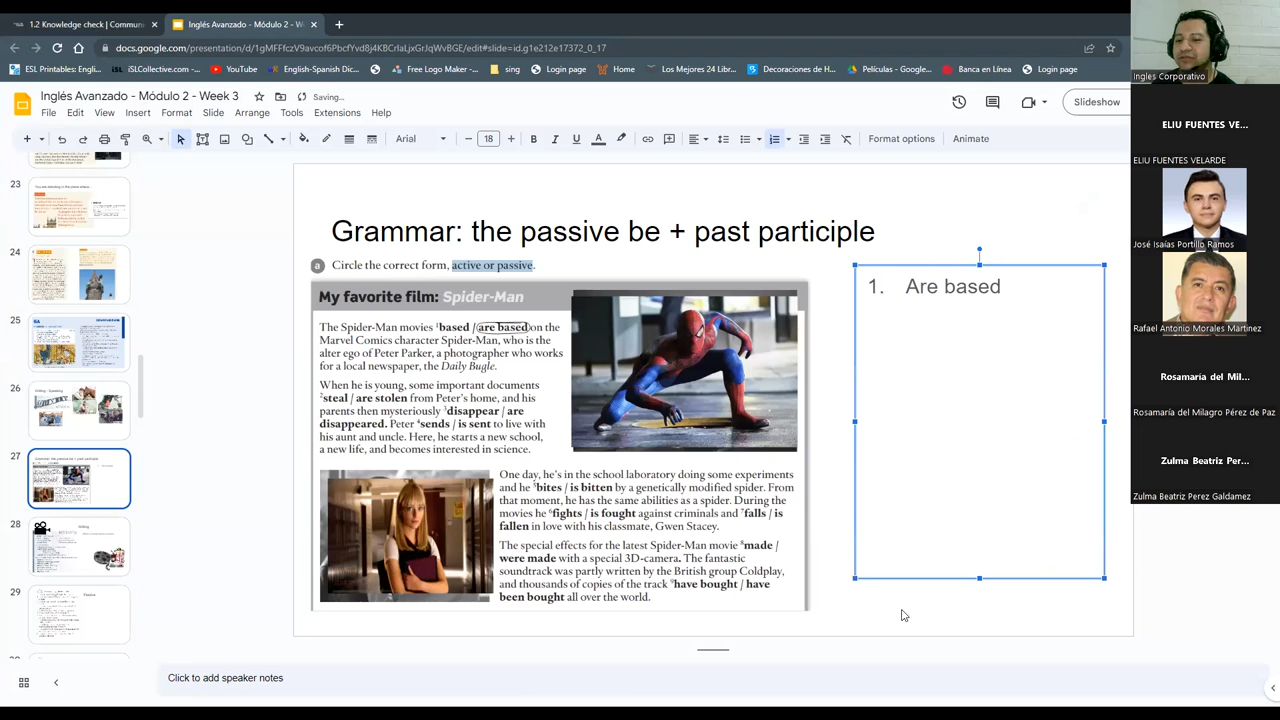 1.2 Knowledge check | Commun
Inglés Avanzado - Módulo 2 - W
docs.google.com/presentation/d/1gMFFfczV9avcof6PbcfYvd8j4KBCrlaLjxGrJqWvBGE/edit#slide=id.g1e212e17372_0_17
ESL Printables: Engli...
iSLCollective.com -...
YouTube
English-Spanish Dic...
Free Logo Maker -...
sing
Login page
Home
Los Mejores 24 Libr...
Decoraciones de H...
Películas - Google...
Banca en Línea
Login page
Inglés Avanzado - Módulo 2 - Week 3
Saving...
File Edit View Insert Format Slide Arrange Tools Extensions Help
Slideshow
Arial
18
Format options
Animate
23
24
25
26
27
28
29
Grammar: the passive be + past participle
a Circle the correct form, active or passive.
My favorite film: Spider-Man
The Spider-Man movies ¹based / are based on the
Marvel Comics character Spider-Man, who is the
alter ego of Peter Parker, a photographer who works
for a local newspaper, the Daily Bugle.
When he is young, some important documents
²steal / are stolen from Peter's home, and his
parents then mysteriously ³disappear / are
disappeared. Peter ⁴sends / is sent to live with
his aunt and uncle. Here, he starts a new school,
a new life, and becomes interested in science.
One day, he's in the school laboratory doing some experiments
and he ⁵bites / is bitten by a genetically modified spider. From
that moment, he has the same abilities as a spider. During the
movie he ⁶fights / is fought against criminals and ⁷falls / is
fallen in love with his classmate, Gwen Stacey.
The special effects for the latest Spider-Man movie ⁸made /
were made with a special 3D-camera. The fantastic
soundtrack was partly written by the British group Coldplay,
and thousands of copies of the track ⁹have bought / have
been bought all over the world.
1. Are based
Click to add speaker notes
Ingles Corporativo
ELIU FUENTES VE...
ELIU FUENTES VELARDE
José Isaías Portillo Ramos
Rafael Antonio Morales Martinez
Rosamaría del Mil...
Rosamaría del Milagro Pérez de Paz
Zulma Beatriz Per...
Zulma Beatriz Perez Galdamez